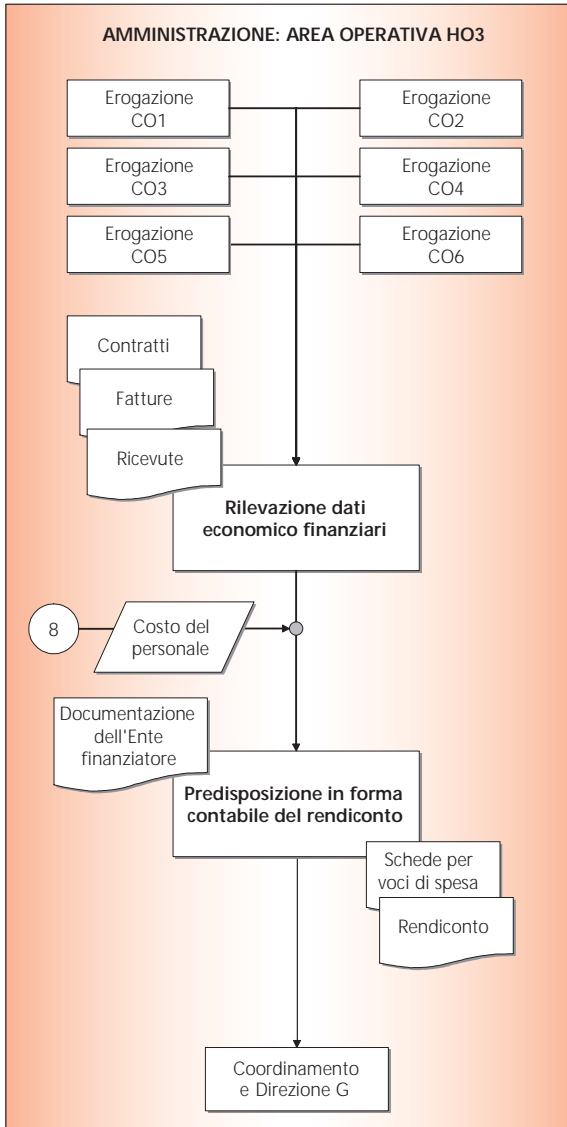 AMMINISTRAZIONE: AREA OPERATIVA HO3
Erogazione
CO1
Erogazione
CO2
Erogazione
CO3
Erogazione
CO4
Erogazione
CO5
Erogazione
CO6
Contratti
Fatture
Ricevute
Rilevazione dati
economico finanziari
8
Costo del
personale
Documentazione
dell'Ente
finanziatore
Predisposizione in forma
contabile del rendiconto
Schede per
voci di spesa
Rendiconto
Coordinamento
e Direzione G